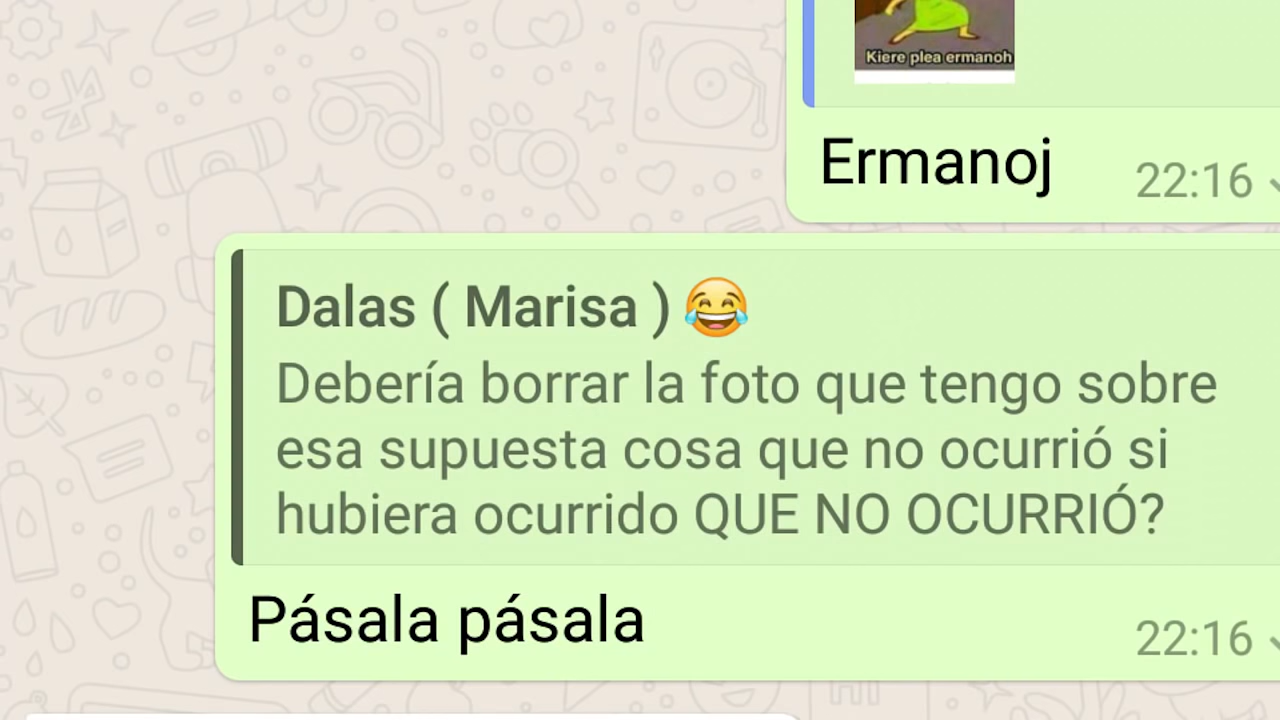 Kiere plea ermanoh
Ermanoj
22:16
Dalas ( Marisa ) 😂
Debería borrar la foto que tengo sobre
esa supuesta cosa que no ocurrió si
hubiera ocurrido QUE NO OCURRIÓ?
Pásala pásala
22:16